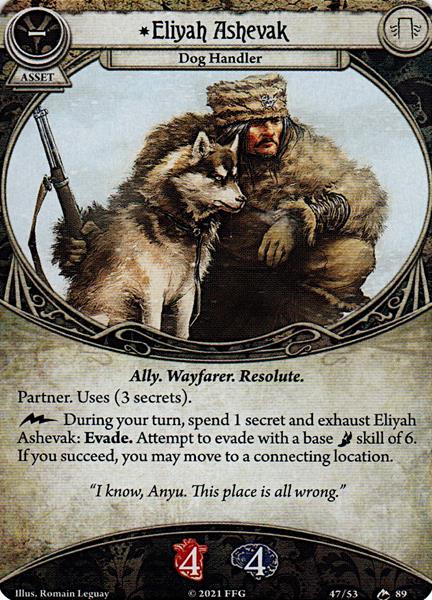 *Eliyah Ashevak
Dog Handler
ASSET
Ally. Wayfarer. Resolute.
Partner. Uses (3 secrets).
During your turn, spend 1 secret and exhaust Eliyah
Ashevak: Evade. Attempt to evade with a base skill of 6.
If you succeed, you may move to a connecting location.
“I know, Anyu. This place is all wrong.”
4 4
Illus. Romain Leguay © 2021 FFG 47/53 89